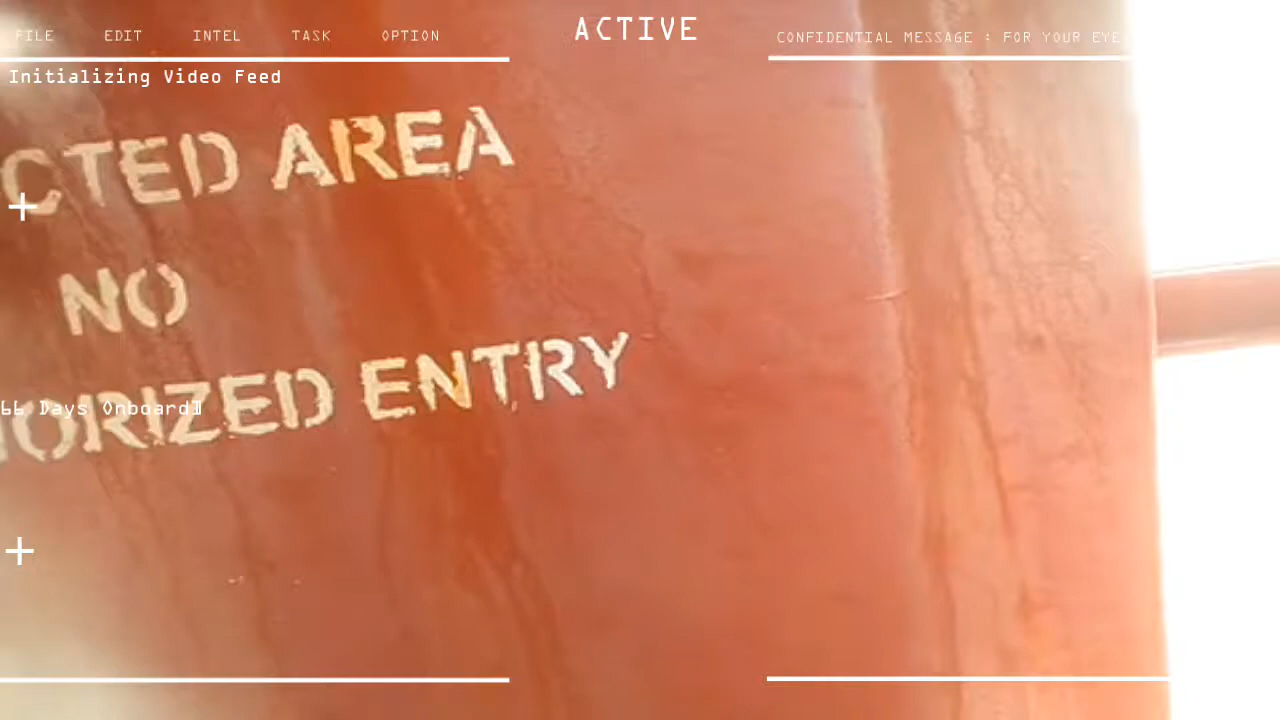 FILE EDIT INTEL TASK OPTION
ACTIVE
CONFIDENTIAL MESSAGE : FOR YOUR EYE
Initializing Video Feed
CTED AREA
NO
66 Days Onboard]
ORIZED ENTRY